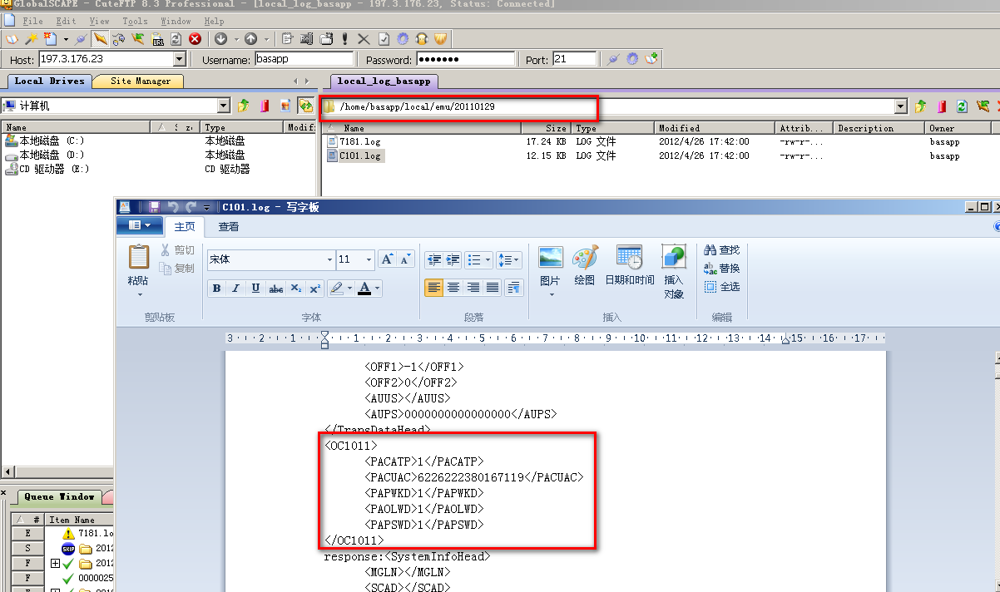 GlobalSCAPE - CuteFTP 8.3 Professional - [local_log_basapp - 197.3.176.23, Status: Connected]
File Edit View Tools Window Help
URL
Host: 197.3.176.23 Username: basapp Password: ●●●●●●● Port: 21
Local Drives Site Manager local_log_basapp
计算机 /home/basapp/local/emu/20110129
Name Type Name Size Type Modified Attrib... Description Owner
本地磁盘 (C:) 本地磁盘 7181.log 17.24 KB LOG 文件 2012/4/26 17:42:00 -rw-r-... basapp
本地磁盘 (D:) 本地磁盘 C101.log 12.15 KB LOG 文件 2012/4/26 17:42:00 -rw-r-... basapp
CD 驱动器 (E:) CD 驱动器
C101.log - 写字板
主页 查看
粘贴 剪切 复制
宋体 11
B I U abc X₂ X² A
剪贴板 字体 段落
图片 绘图 日期和时间 插入对象
插入
查找
替换
全选
编辑
3 2 1 1 2 3 4 5 6 7 8 9 10 11 12 13 14 15 16 17
<OFF1>-1</OFF1>
<OFF2>0</OFF2>
<AUUS></AUUS>
<AUPS>0000000000000000</AUPS>
</TransDataHead>
<OC1011>
<PACATP>1</PACATP>
<PACUAC>6226222380167119</PACUAC>
<PAPWKD>1</PAPWKD>
<PAOLWD>1</PAOLWD>
<PAPSWD>1</PAPSWD>
</OC1011>
response:<SystemInfoHead>
<MGLN></MGLN>
<SCAD></SCAD>
Queue Window
# Item Name
E 7181.lo
S SKIP 2012
F 2012
F 0000025